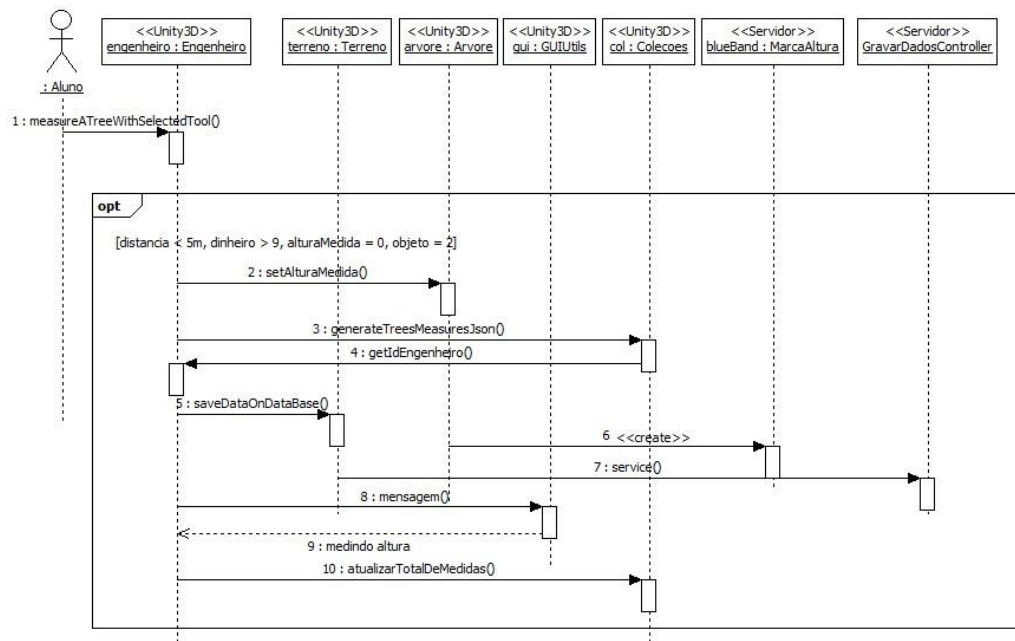 <<Unity3D>>
engenheiro : Engenheiro
<<Unity3D>>
terreno : Terreno
<<Unity3D>>
arvore : Arvore
<<Unity3D>>
gui : GUIUtils
<<Unity3D>>
col : Colecoes
<<Servidor>>
blueBand : MarcaAltura
<<Servidor>>
GravarDadosController
: Aluno
1 : measureATreeWithSelectedTool()
opt
[distancia < 5m, dinheiro > 9, alturaMedida = 0, objeto = 2]
2 : setAlturaMedida()
3 : generateTreesMeasuresJson()
4 : getIdEngenheiro()
5 : saveDataOnDataBase()
6 <<create>>
7 : service()
8 : mensagem()
9 : medindo altura
10 : atualizarTotalDeMedidas()